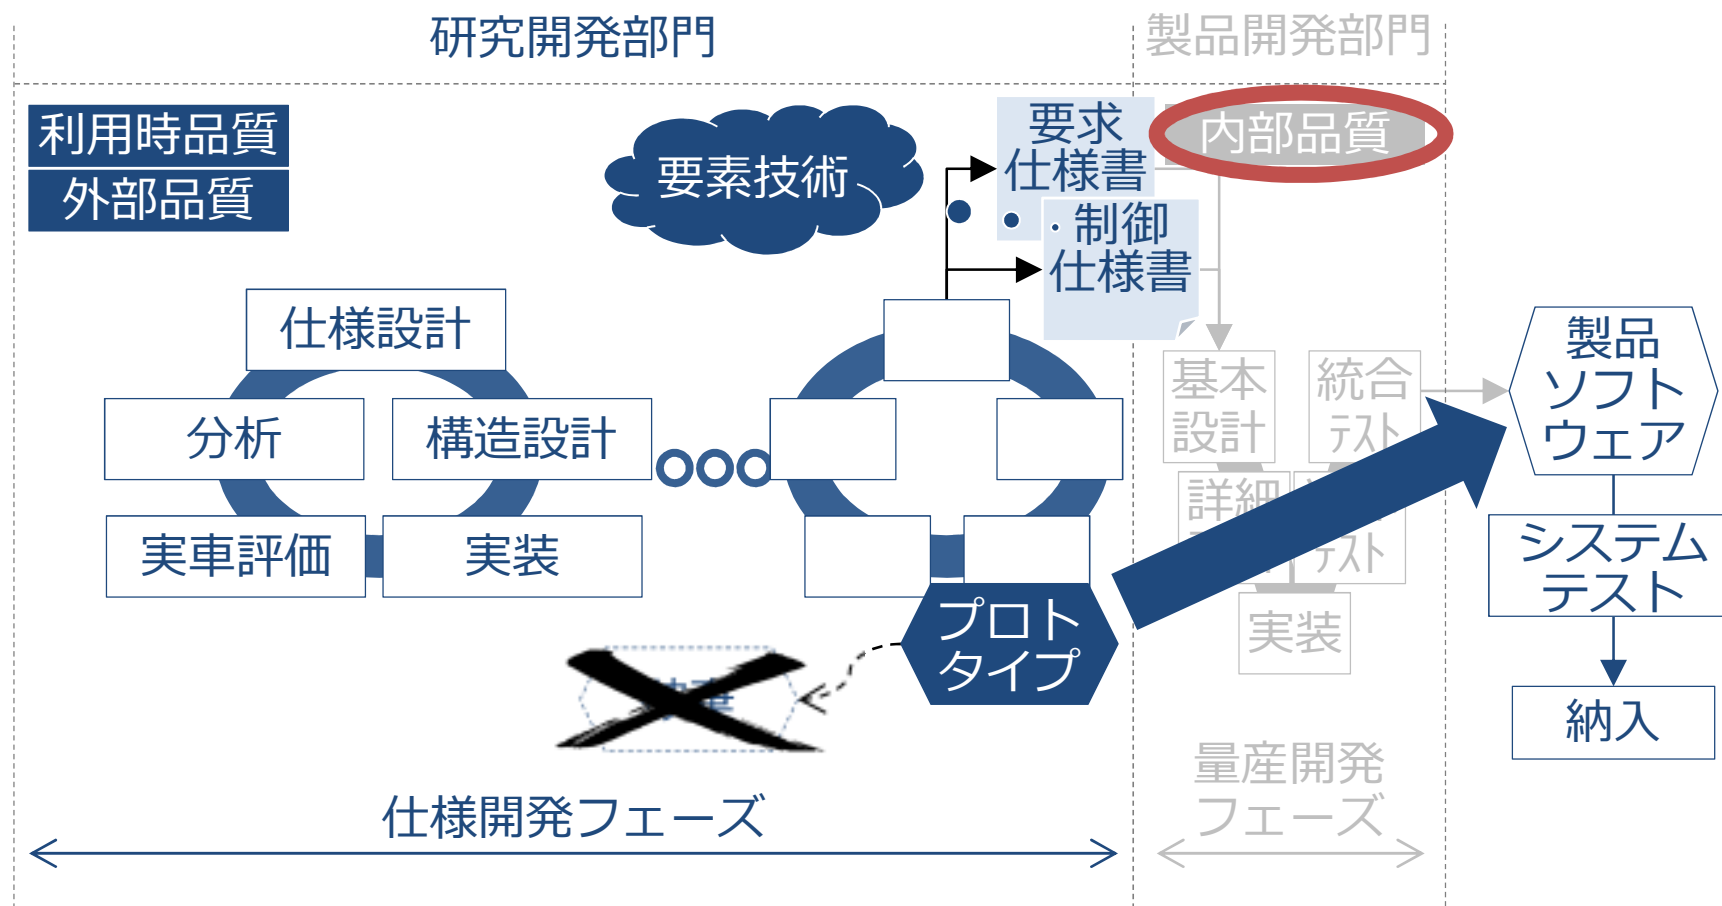 研究開発部門
製品開発部門
利用時品質
外部品質
要素技術
要求
仕様書
制御
仕様書
内部品質
仕様設計
分析
構造設計
実車評価
実装
プロト
タイプ
基本
設計
統合
テスト
詳細
テスト
実装
製品
ソフト
ウェア
システム
テスト
納入
仕様開発フェーズ
量産開発
フェーズ